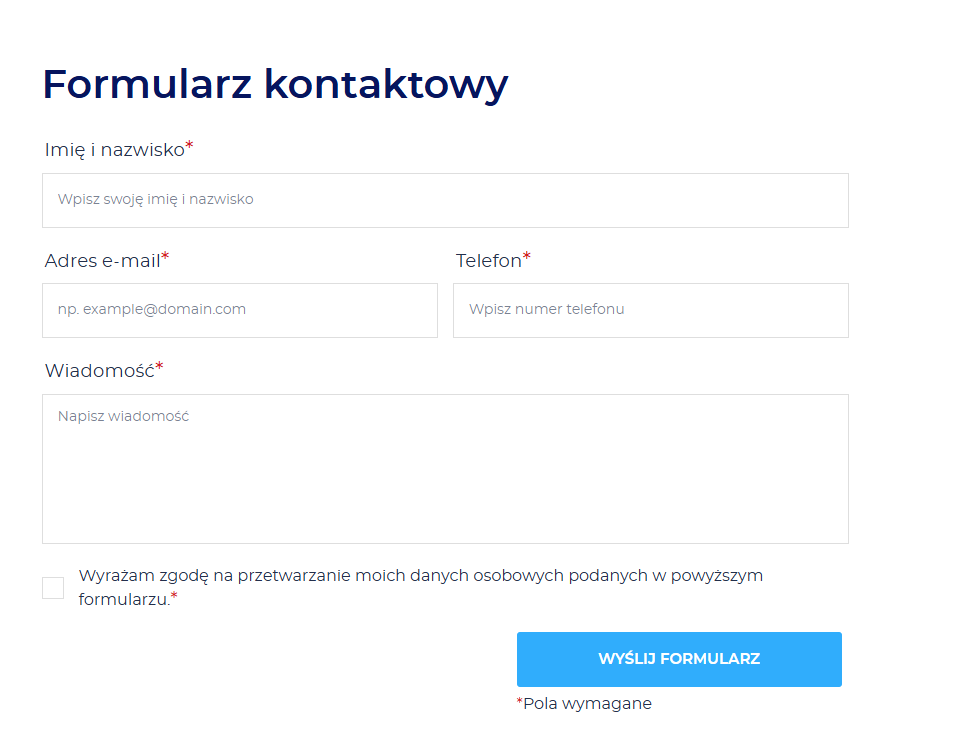 Formularz kontaktowy
Imię i nazwisko*
Wpisz swoję imię i nazwisko
Adres e-mail*
Telefon*
np. example@domain.com
Wpisz numer telefonu
Wiadomość*
Napisz wiadomość
Wyrażam zgodę na przetwarzanie moich danych osobowych podanych w powyższym
formularzu.*
WYŚLIJ FORMULARZ
*Pola wymagane